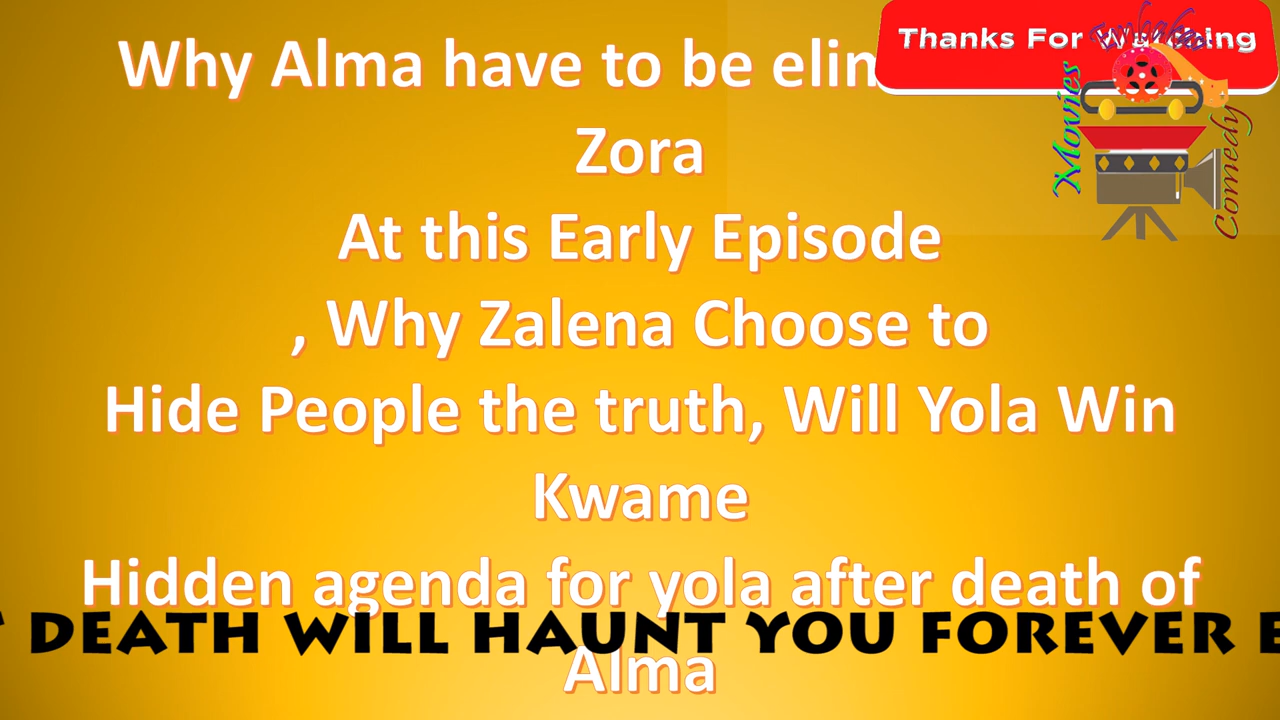 Why Alma have to be elin
Thanks For
Movies
Comedy
Zora
At this Early Episode
, Why Zalena Choose to
Hide People the truth, Will Yola Win
Kwame
Hidden agenda for yola after death of
DEATH WILL HAUNT YOU FOREVER E
Alma